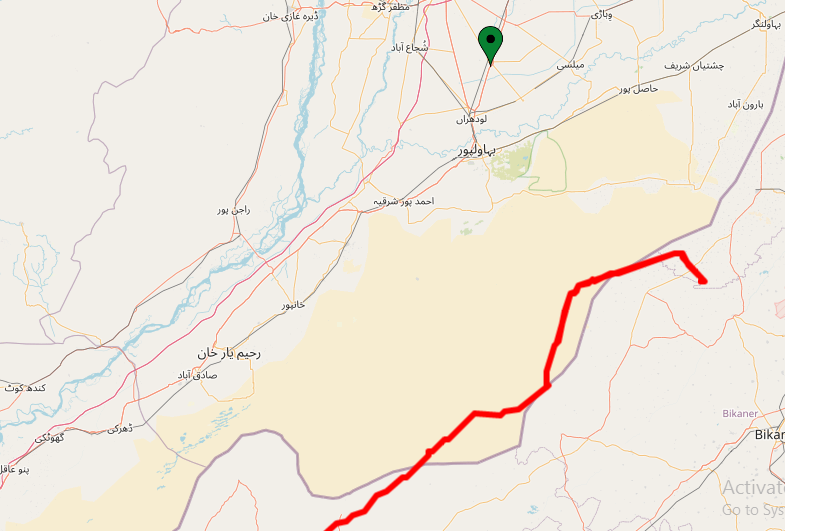 مظفر گڑھ
ڈیرہ غازی خان
وہاڑی
بہاولنگر
شجاع آباد
میلسی
چشتیاں شریف
حاصل پور
ہارون آباد
لودھراں
بہاولپور
احمد پور شرقیہ
راجن پور
خانپور
رحیم یار خان
صادق آباد
کندھ کوٹ
Bikaner
ڈھرکی
گھوٹکی
Bikar
پنو عاقل
Activate
Go to Sys